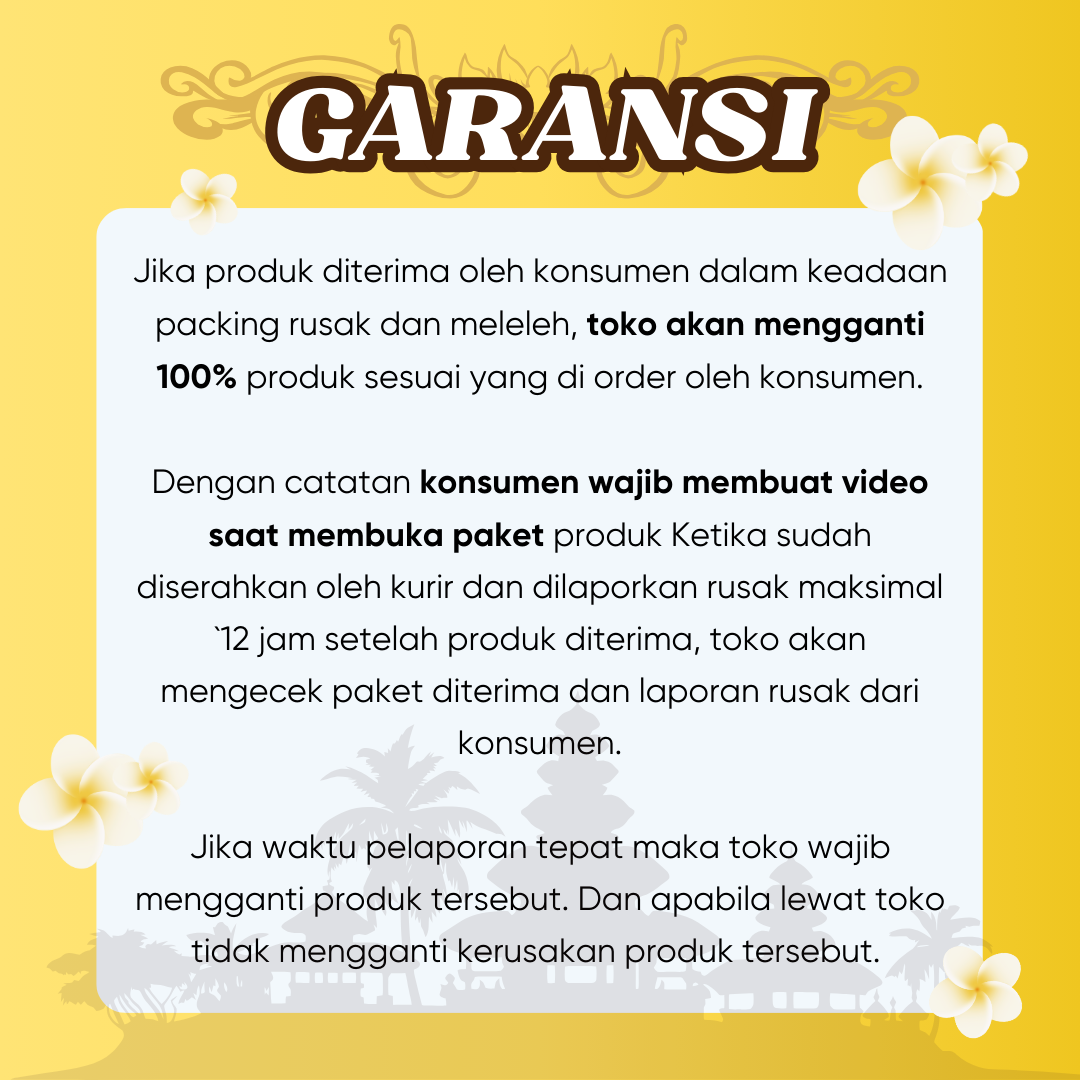 GARANSI
Jika produk diterima oleh konsumen dalam keadaan
packing rusak dan meleleh, toko akan mengganti
100% produk sesuai yang di order oleh konsumen.
Dengan catatan konsumen wajib membuat video
saat membuka paket produk Ketika sudah
diserahkan oleh kurir dan dilaporkan rusak maksimal
`12 jam setelah produk diterima, toko akan
mengecek paket diterima dan laporan rusak dari
konsumen.
Jika waktu pelaporan tepat maka toko wajib
mengganti produk tersebut. Dan apabila lewat toko
tidak mengganti kerusakan produk tersebut.